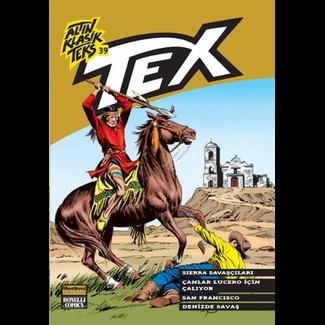 ALTIN
KLASİK
TEKS 39
TEX
SIERRA SAVAŞÇILARI
ÇANLAR LUCERO İÇİN
ÇALIYOR
SAN FRANCISCO
DENİZDE SAVAŞ
BONELLI
COMICS